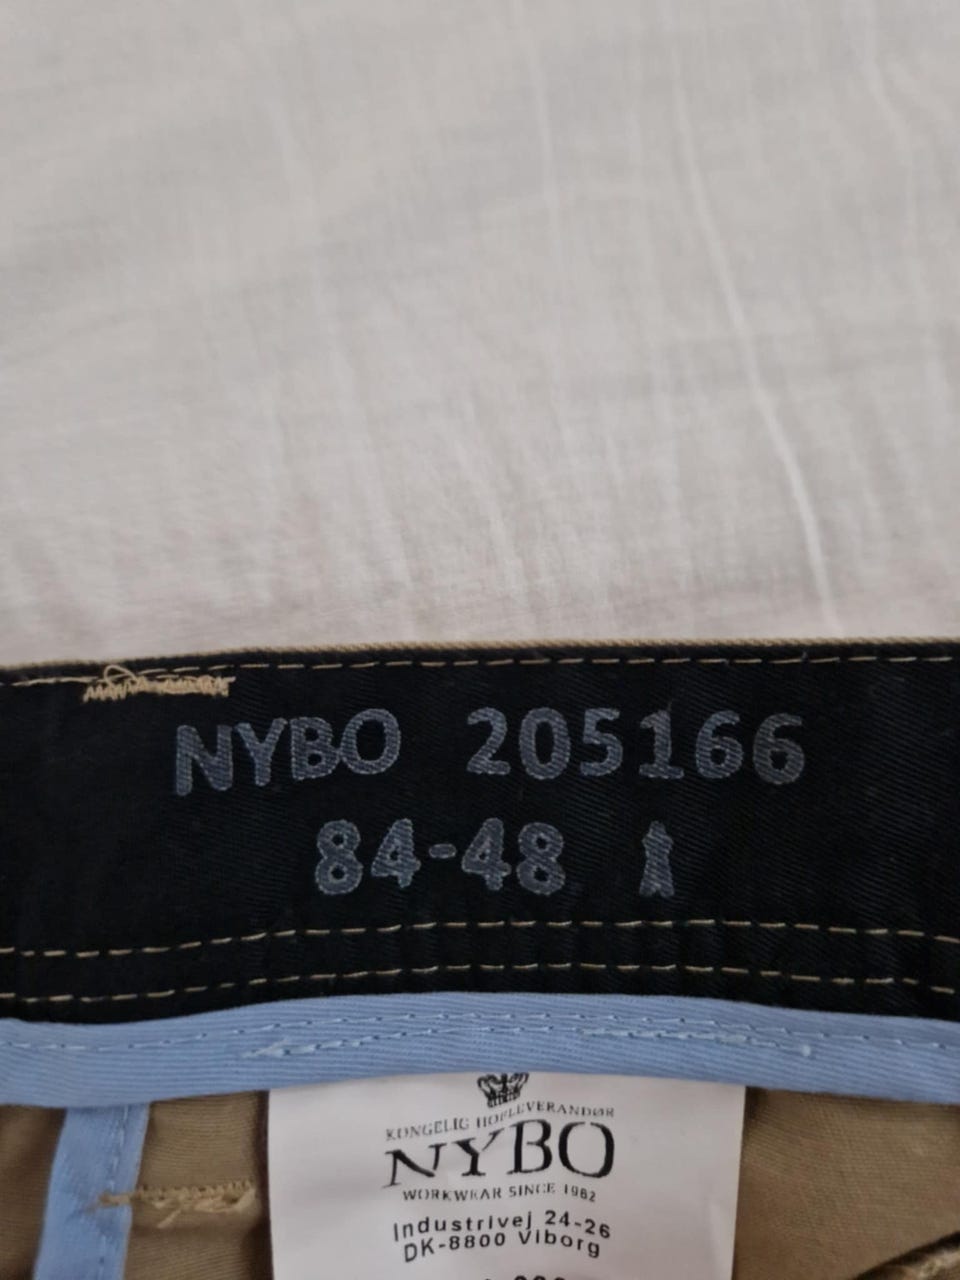 NYBO 205166
84-48
KONGELIG HOFLEVERANDØR
NYBO
WORKWEAR SINCE 1982
Industrivej 24-26
DK-8800 Viborg